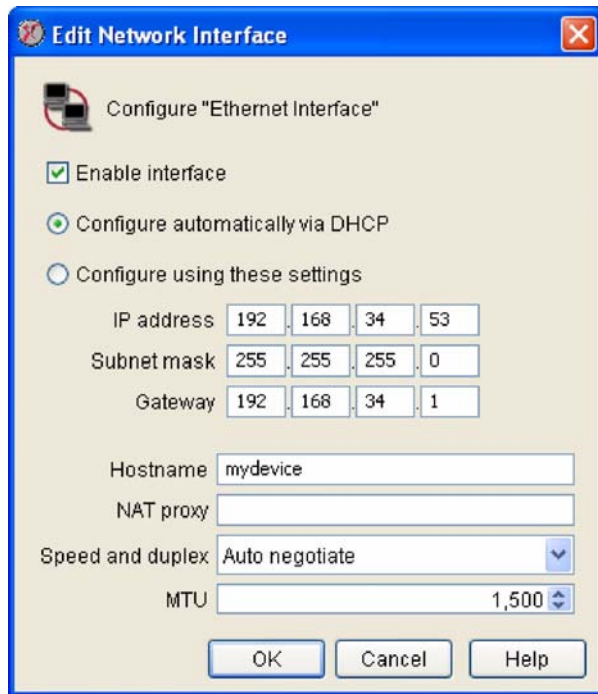 Edit Network Interface
Configure "Ethernet Interface"
Enable interface
Configure automatically via DHCP
Configure using these settings
IP address 192 . 168 . 34 . 53
Subnet mask 255 . 255 . 255 . 0
Gateway 192 . 168 . 34 . 1
Hostname mydevice
NAT proxy
Speed and duplex Auto negotiate
MTU 1,500
OK Cancel Help